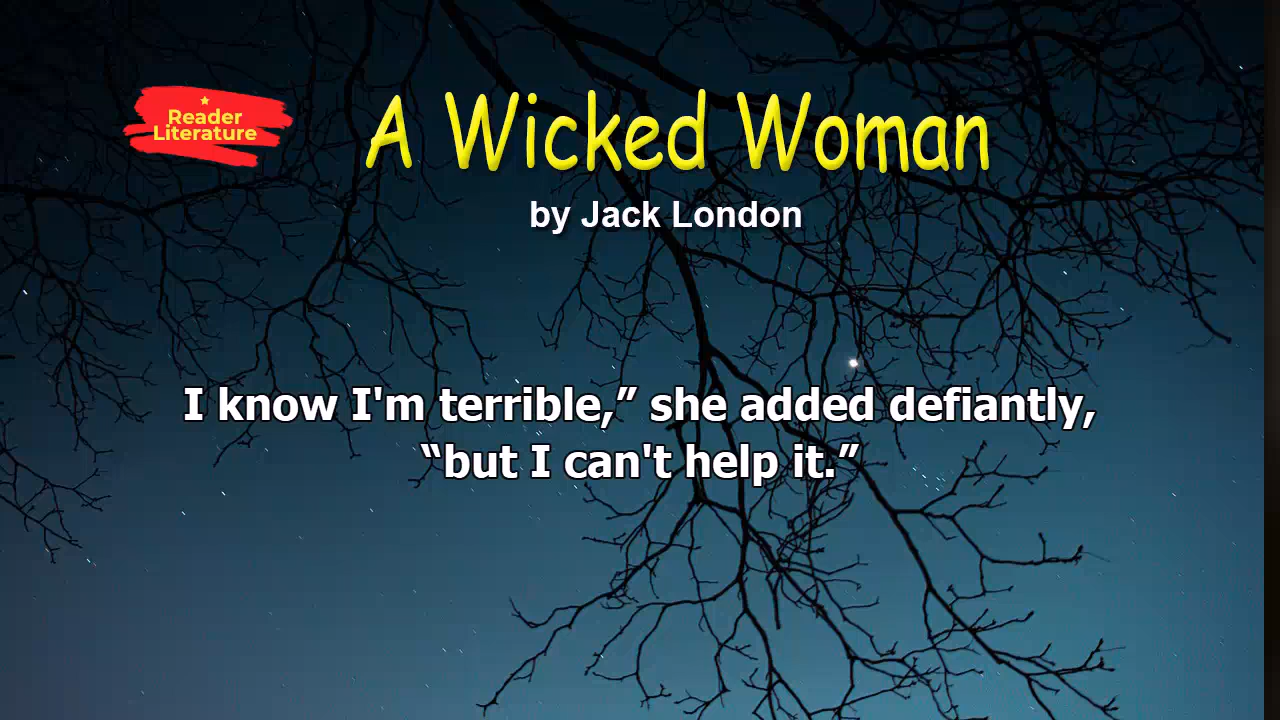 Reader
Literature
A Wicked Woman
by Jack London
I know I'm terrible,” she added defiantly,
“but I can't help it.”